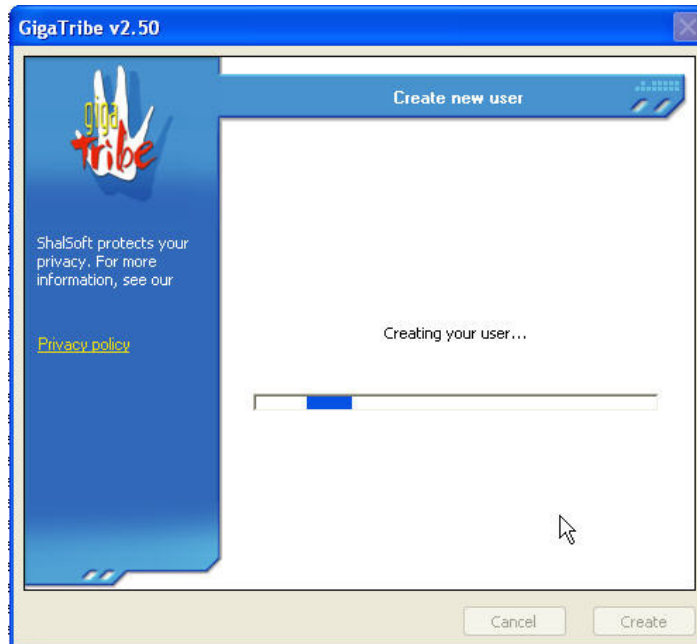 GigaTribe v2.50
Create new user
giga
tribe
ShalSoft protects your
privacy. For more
information, see our
Privacy policy
Creating your user...
Cancel
Create